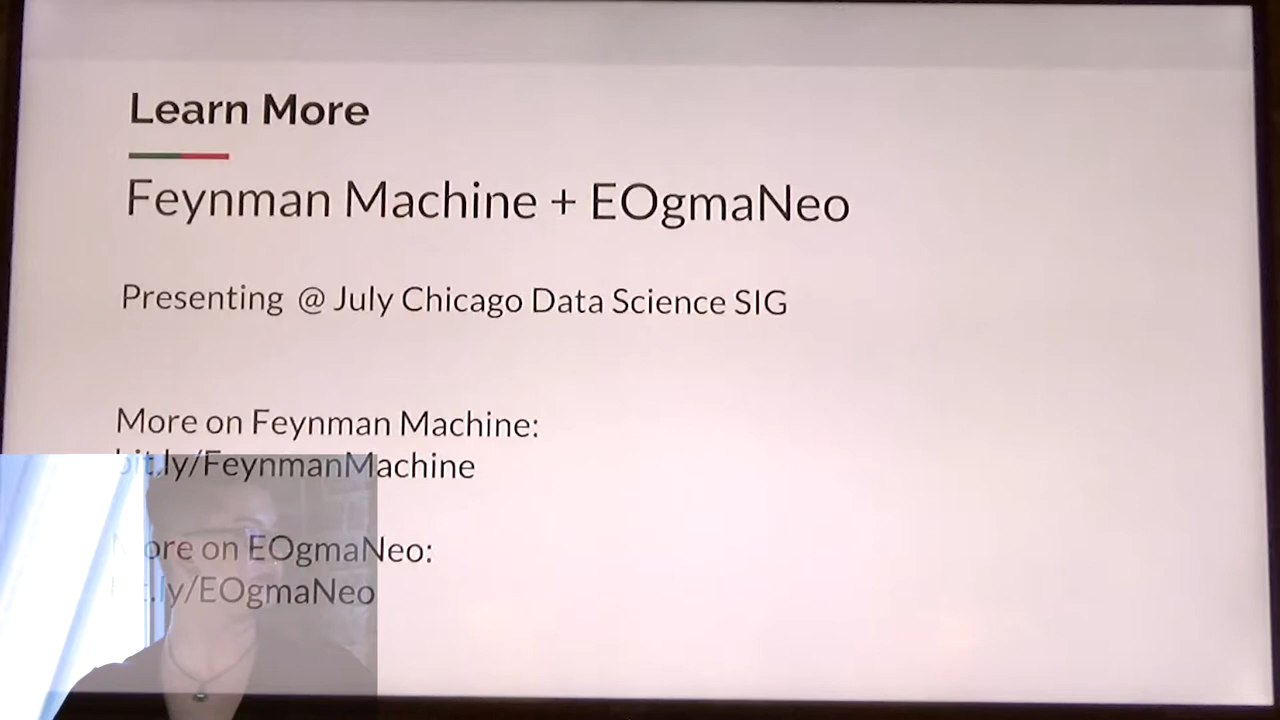 Learn More
Feynman Machine + EOgmaNeo
Presenting @ July Chicago Data Science SIG
More on Feynman Machine:
bit.ly/FeynmanMachine
More on EOgmaNeo:
bit.ly/EOgmaNeo